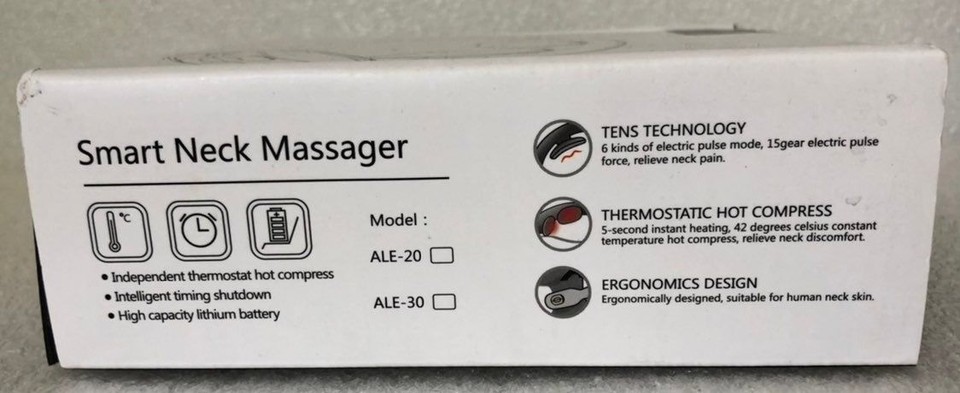 Smart Neck Massager
°C
• Independent thermostat hot compress
• Intelligent timing shutdown
• High capacity lithium battery
Model :
ALE-20
ALE-30
TENS TECHNOLOGY
6 kinds of electric pulse mode, 15gear electric pulse
force, relieve neck pain.
THERMOSTATIC HOT COMPRESS
5-second instant heating, 42 degrees celsius constant
temperature hot compress, relieve neck discomfort.
ERGONOMICS DESIGN
Ergonomically designed, suitable for human neck skin.